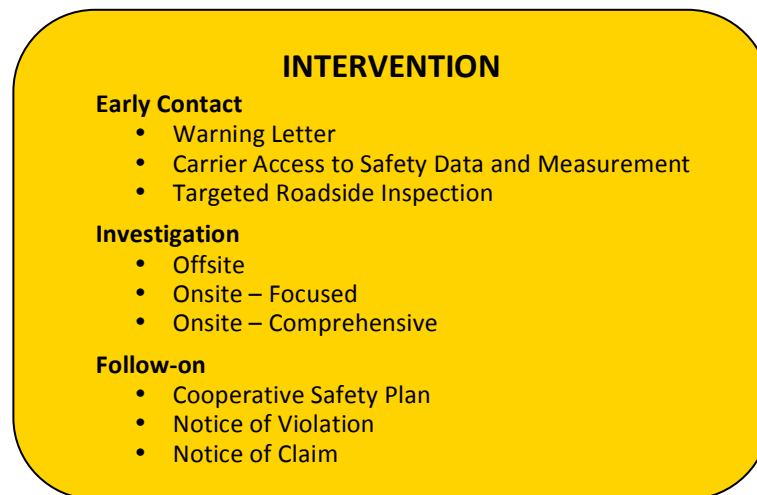 INTERVENTION
Early Contact
• Warning Letter
• Carrier Access to Safety Data and Measurement
• Targeted Roadside Inspection
Investigation
• Offsite
• Onsite – Focused
• Onsite – Comprehensive
Follow-on
• Cooperative Safety Plan
• Notice of Violation
• Notice of Claim